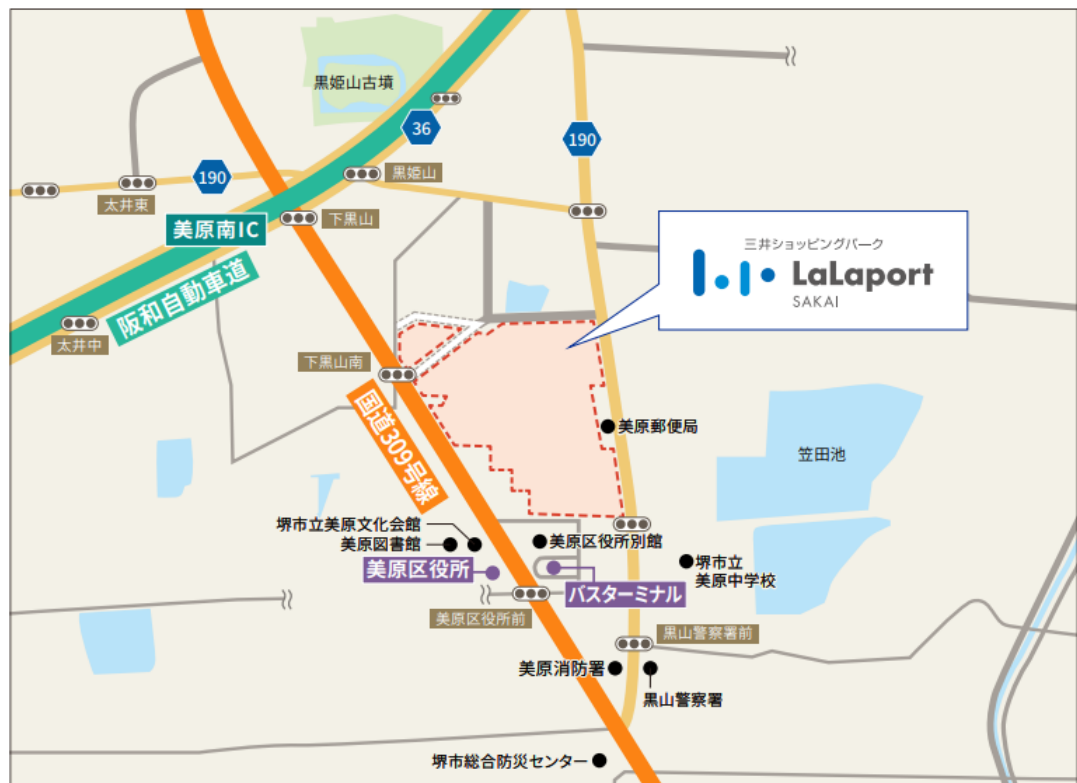 黒姫山古墳
36
190
190
太井東
黒姫山
美原南IC
下黒山
三井ショッピングパーク
LaLaport
SAKAI
阪和自動車道
太井中
下黒山南
国道309号線
美原郵便局
笠田池
堺市立美原文化会館
美原図書館
美原区役所別館
美原区役所
バスターミナル
堺市立
美原中学校
美原区役所前
黒山警察署前
美原消防署
黒山警察署
堺市総合防災センター